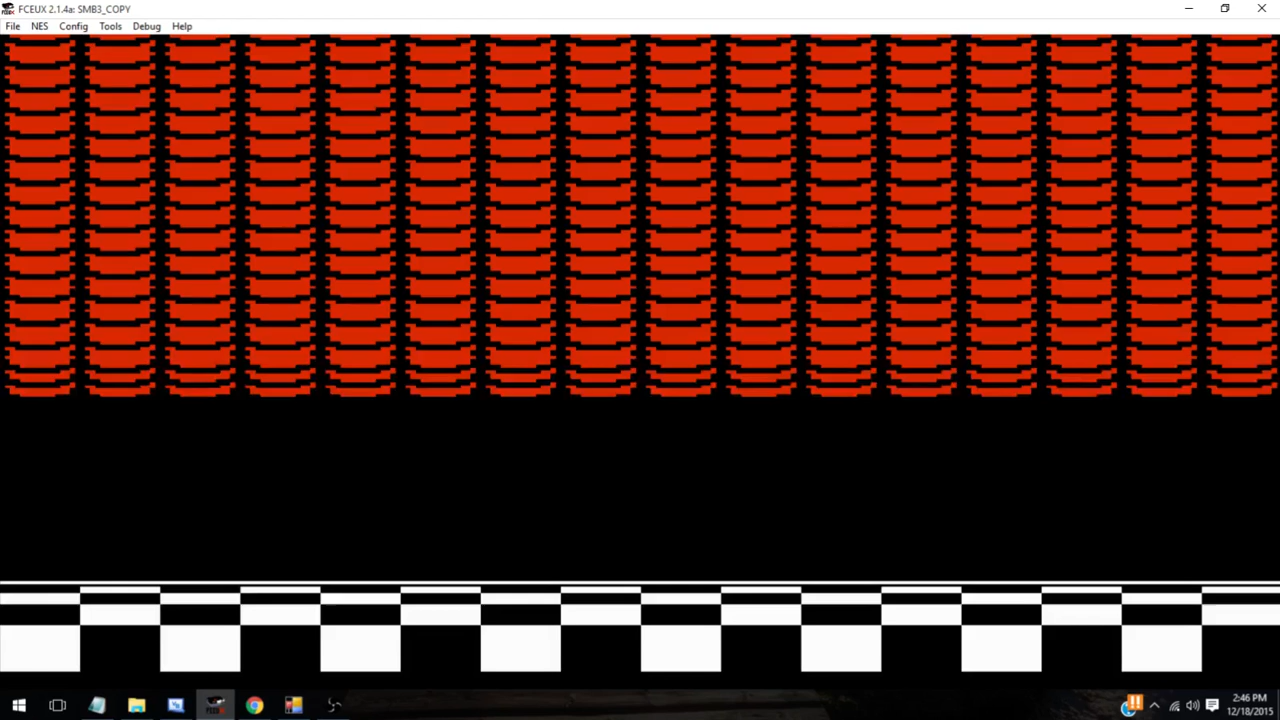 FCEUX 2.1.4a: SMB3_COPY
File NES Config Tools Debug Help
2:46 PM
12/18/2015